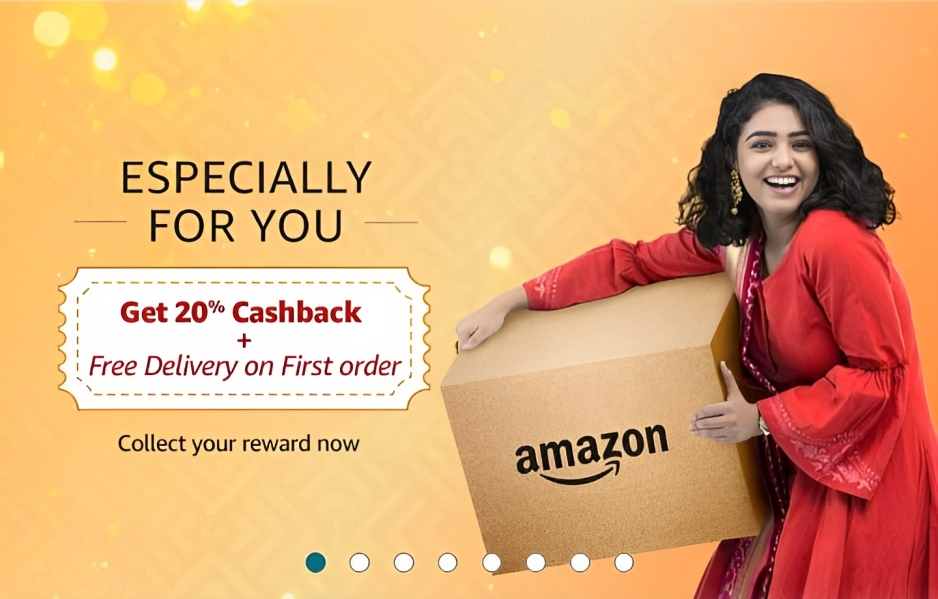 ESPECIALLY
FOR YOU
Get 20% Cashback
+
Free Delivery on First order
Collect your reward now
amazon